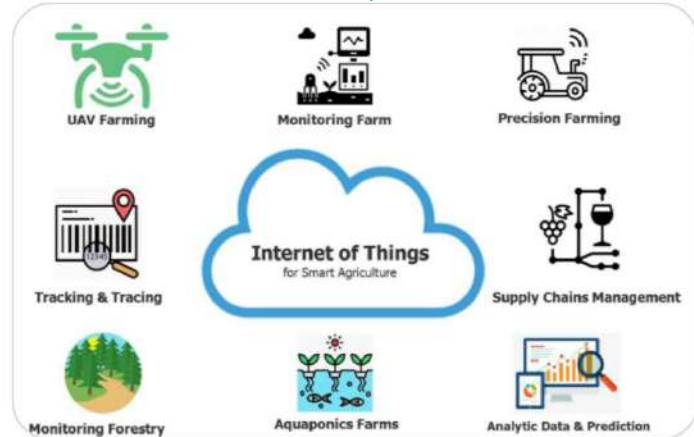 UAV Farming
Monitoring Farm
Precision Farming
Internet of Things
for Smart Agriculture
12345
Tracking & Tracing
Supply Chains Management
Monitoring Forestry
Aquaponics Farms
Analytic Data & Prediction